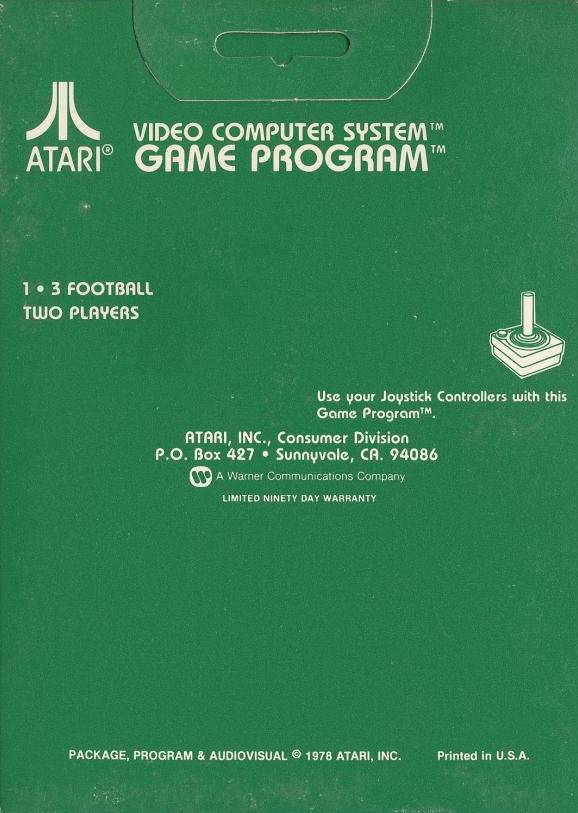 VIDEO COMPUTER SYSTEM™
ATARI® GAME PROGRAM™
1 • 3 FOOTBALL
TWO PLAYERS
Use your Joystick Controllers with this
Game Program™.
ATARI, INC., Consumer Division
P.O. Box 427 • Sunnyvale, CA. 94086
A Warner Communications Company
LIMITED NINETY DAY WARRANTY
PACKAGE, PROGRAM & AUDIOVISUAL © 1978 ATARI, INC. Printed in U.S.A.